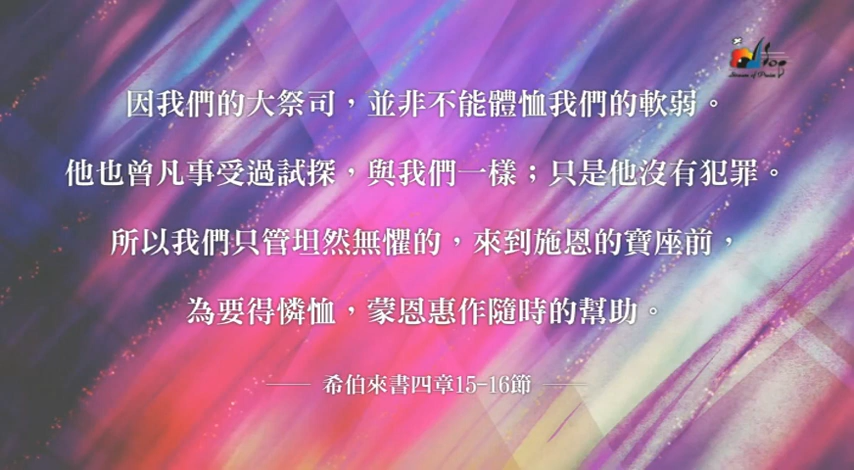 Stream of Praise
因我們的大祭司，並非不能體恤我們的軟弱。
他也曾凡事受過試探，與我們一樣；只是他沒有犯罪。
所以我們只管坦然無懼的，來到施恩的寶座前，
為要得憐恤，蒙恩惠作隨時的幫助。
希伯來書四章15-16節